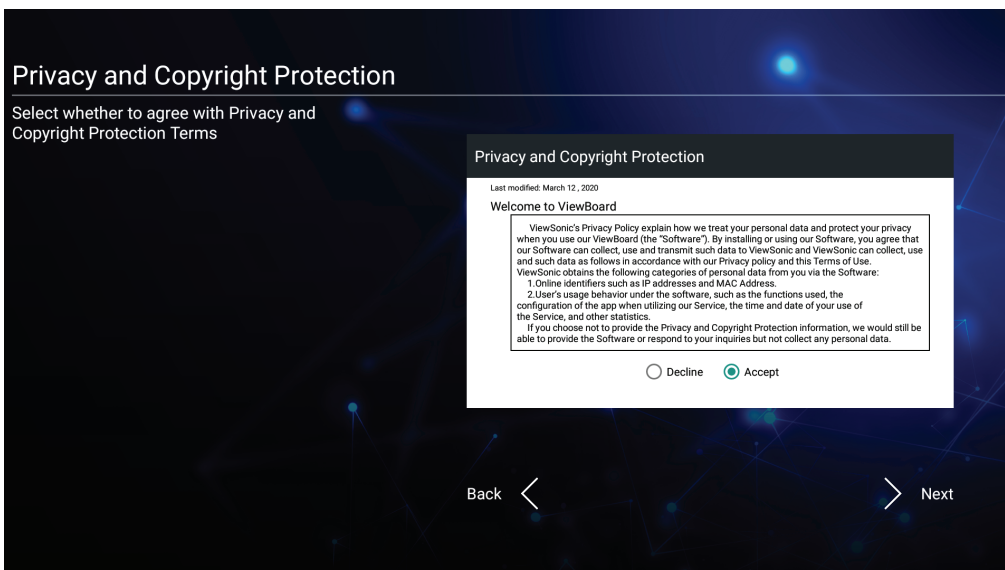 Privacy and Copyright Protection
Select whether to agree with Privacy and
Copyright Protection Terms
Privacy and Copyright Protection
Last modified: March 12 , 2020
Welcome to ViewBoard
ViewSonic's Privacy Policy explain how we treat your personal data and protect your privacy
when you use our ViewBoard (the “Software”). By installing or using our Software, you agree that
our Software can collect, use and transmit such data to ViewSonic and ViewSonic can collect, use
and such data as follows in accordance with our Privacy policy and this Terms of Use.
ViewSonic obtains the following categories of personal data from you via the Software:
1.Online identifiers such as IP addresses and MAC Address.
2.User's usage behavior under the software, such as the functions used, the
configuration of the app when utilizing our Service, the time and date of your use of
the Service, and other statistics.
If you choose not to provide the Privacy and Copyright Protection information, we would still be
able to provide the Software or respond to your inquiries but not collect any personal data.
Decline Accept
Back Next